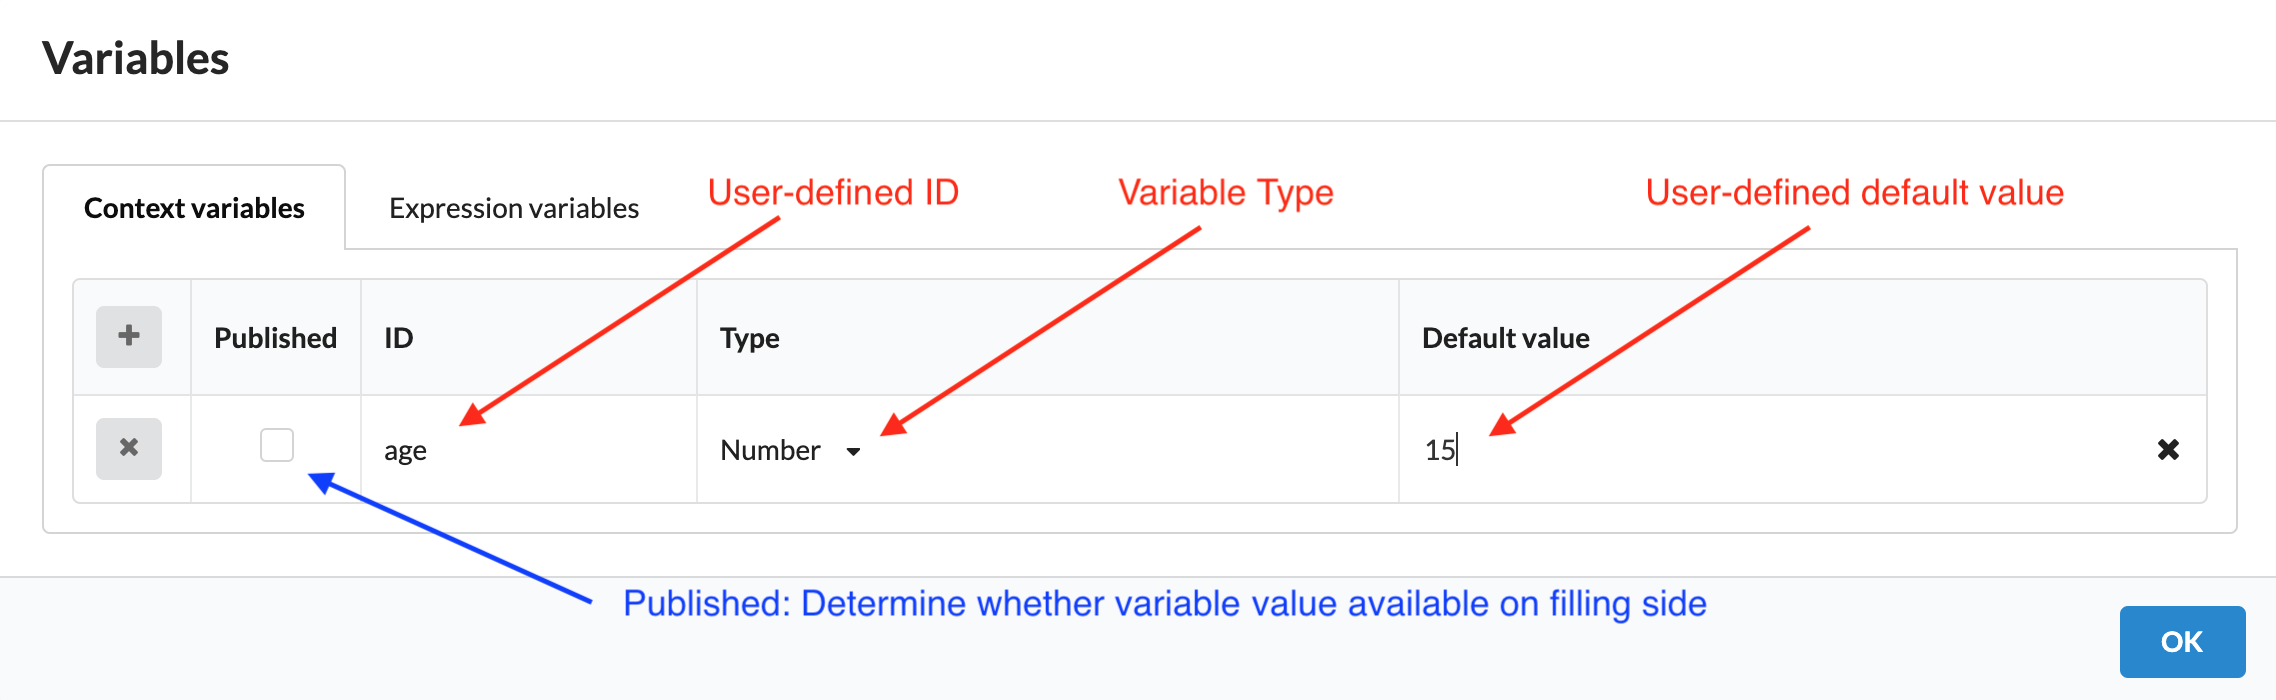 Variables
Context variables
Expression variables
User-defined ID
Variable Type
User-defined default value
Published
ID
Type
Default value
age
Number
15
Published: Determine whether variable value available on filling side
OK